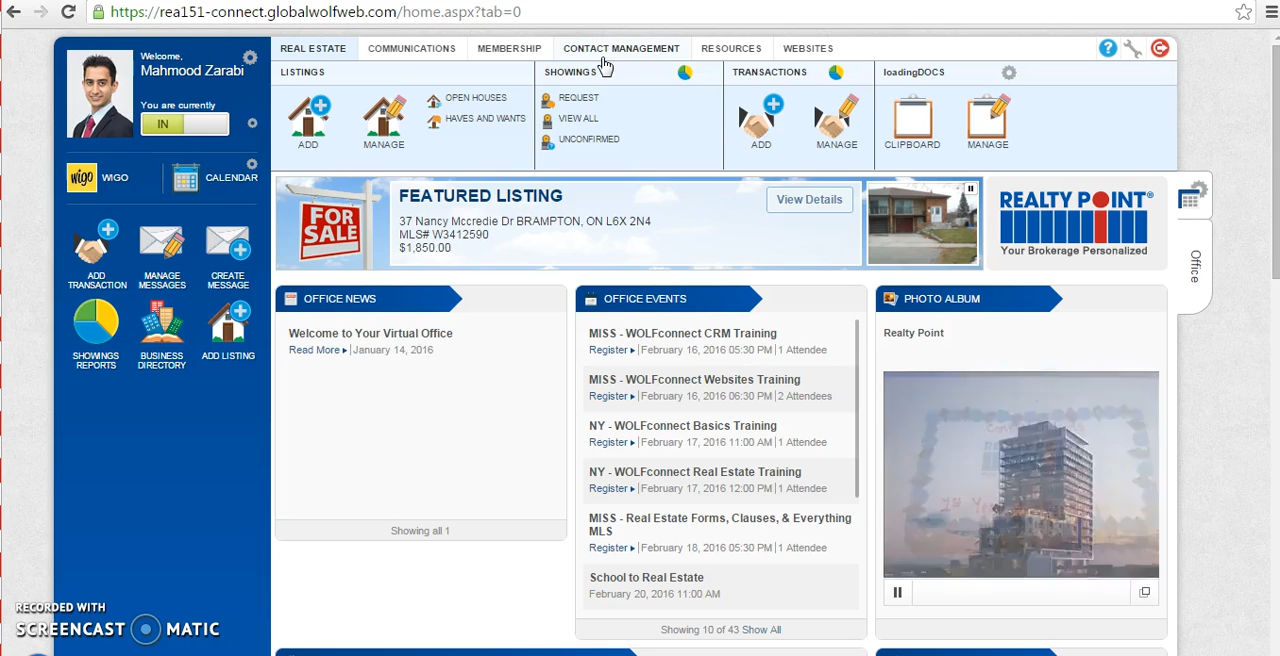 https://rea151-connect.globalwolfweb.com/home.aspx?tab=0
Welcome,
Mahmood Zarabi
You are currently
IN
WIGO
WIGO
CALENDAR
ADD TRANSACTION
MANAGE MESSAGES
CREATE MESSAGE
SHOWINGS REPORTS
BUSINESS DIRECTORY
ADD LISTING
REAL ESTATE
COMMUNICATIONS
MEMBERSHIP
CONTACT MANAGEMENT
RESOURCES
WEBSITES
LISTINGS
ADD
MANAGE
OPEN HOUSES
HAVES AND WANTS
SHOWINGS
REQUEST
VIEW ALL
UNCONFIRMED
TRANSACTIONS
ADD
MANAGE
loadingDOCS
CLIPBOARD
MANAGE
FOR SALE
FEATURED LISTING
37 Nancy Mccredie Dr BRAMPTON, ON L6X 2N4
MLS# W3412590
$1,850.00
View Details
REALTY POINT®
Your Brokerage Personalized
Office
OFFICE NEWS
Welcome to Your Virtual Office
Read More | January 14, 2016
Showing all 1
OFFICE EVENTS
MISS - WOLFconnect CRM Training
Register | February 16, 2016 05:30 PM | 1 Attendee
MISS - WOLFconnect Websites Training
Register | February 16, 2016 06:30 PM | 2 Attendees
NY - WOLFconnect Basics Training
Register | February 17, 2016 11:00 AM | 1 Attendee
NY - WOLFconnect Real Estate Training
Register | February 17, 2016 12:00 PM | 1 Attendee
MISS - Real Estate Forms, Clauses, & Everything
MLS
Register | February 18, 2016 05:30 PM | 1 Attendee
School to Real Estate
February 20, 2016 11:00 AM
Showing 10 of 43 Show All
PHOTO ALBUM
Realty Point
RECORDED WITH
SCREENCAST MATIC